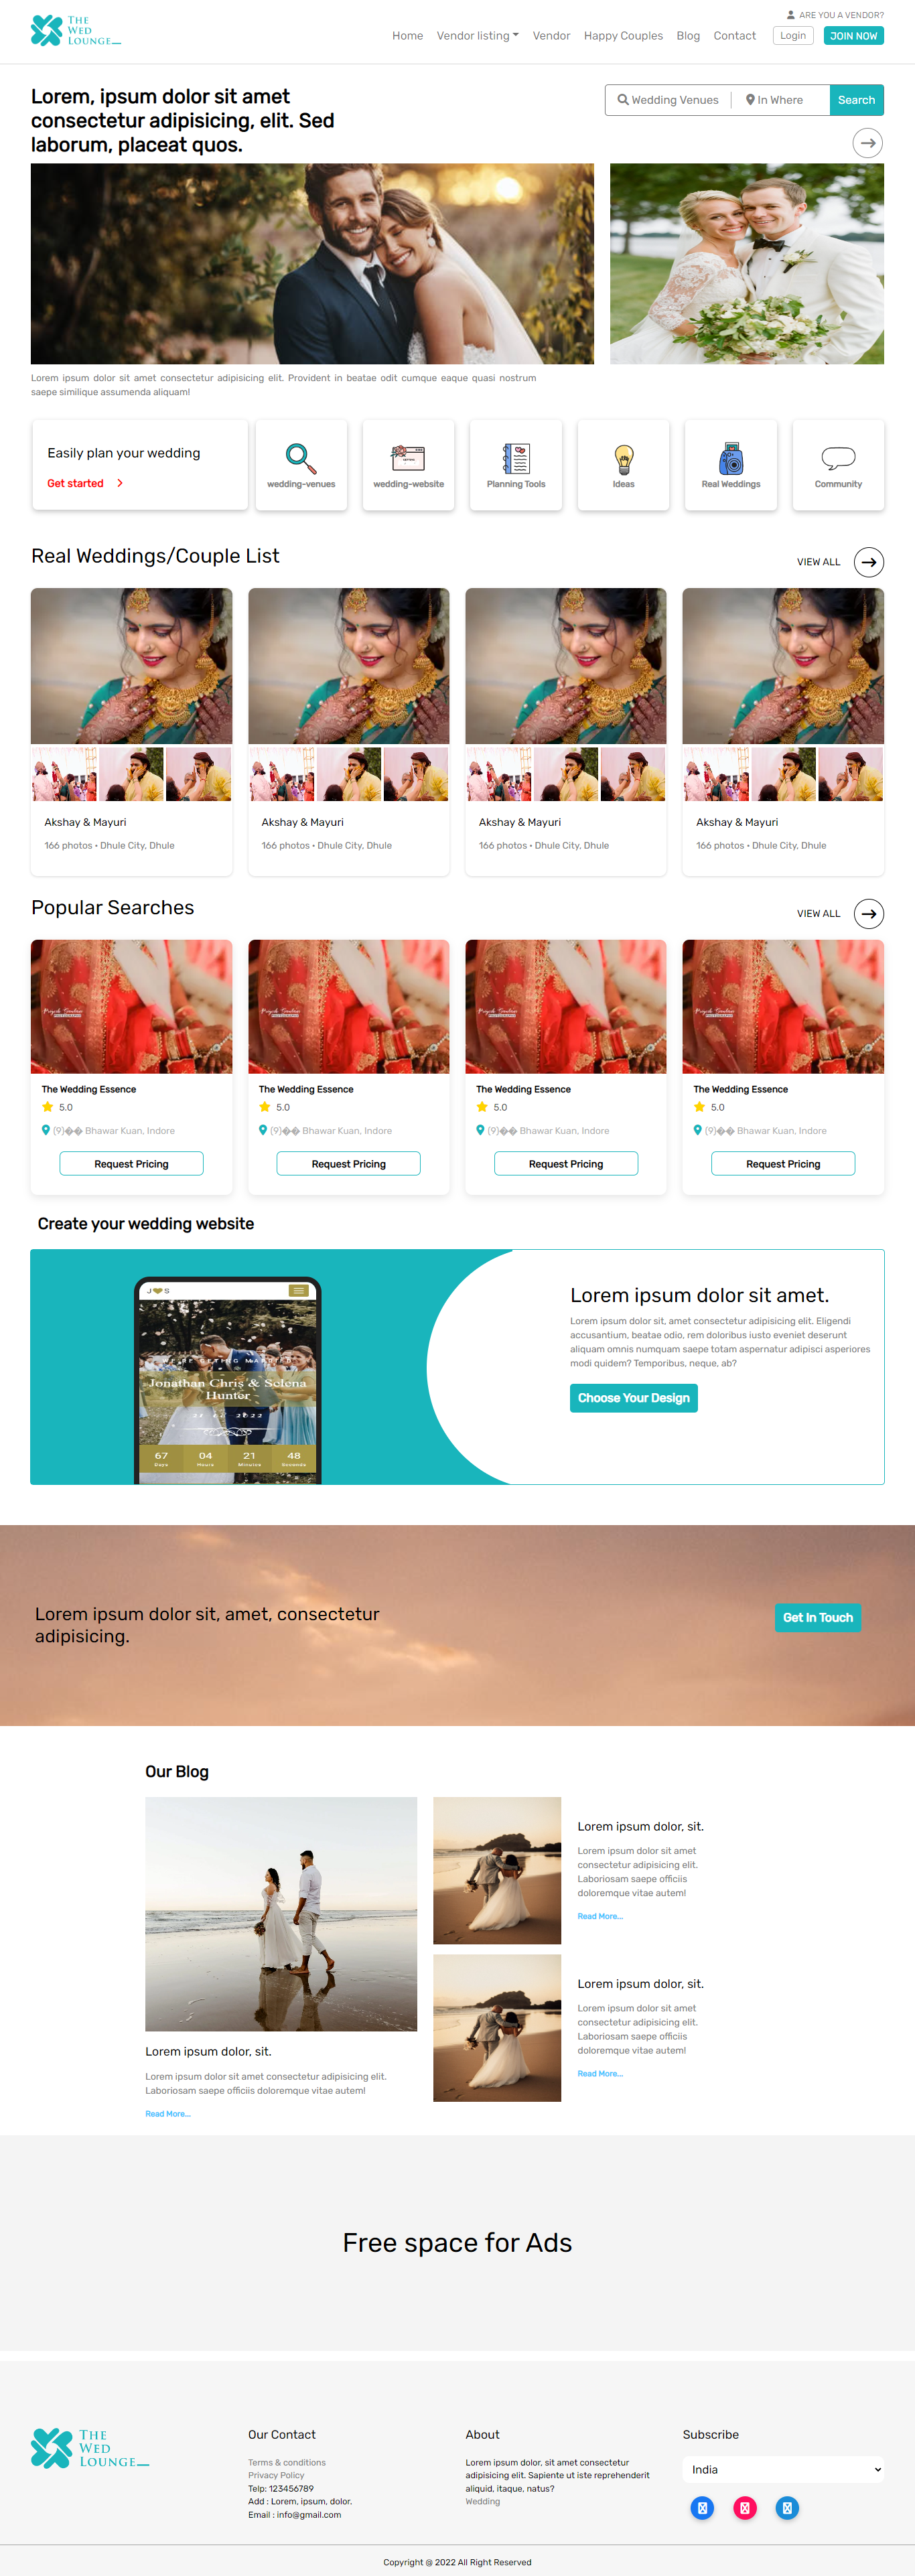 THE
WED
LOUNGE
ARE YOU A VENDOR?
Home Vendor listing Vendor Happy Couples Blog Contact Login JOIN NOW
Lorem, ipsum dolor sit amet
consectetur adipisicing, elit. Sed
laborum, placeat quos.
Wedding Venues In Where Search
Lorem ipsum dolor sit amet consectetur adipisicing elit. Provident in beatae odit cumque eaque quasi nostrum
saepe similique assumenda aliquam!
Easily plan your wedding
Get started
wedding-venues wedding-website Planning Tools Ideas Real Weddings Community
Real Weddings/Couple List
VIEW ALL
Akshay & Mayuri Akshay & Mayuri Akshay & Mayuri Akshay & Mayuri
166 photos • Dhule City, Dhule 166 photos • Dhule City, Dhule 166 photos • Dhule City, Dhule 166 photos • Dhule City, Dhule
Popular Searches
VIEW ALL
The Wedding Essence The Wedding Essence The Wedding Essence The Wedding Essence
5.0 5.0 5.0 5.0
(9)�� Bhawar Kuan, Indore (9)�� Bhawar Kuan, Indore (9)�� Bhawar Kuan, Indore (9)�� Bhawar Kuan, Indore
Request Pricing Request Pricing Request Pricing Request Pricing
Create your wedding website
J S
WE'RE GETING MARRIED
Jonathan Chris & Selena
Hunter
2022
67 04 21 48
Days Hours Minutes Seconds
Lorem ipsum dolor sit amet.
Lorem ipsum dolor sit, amet consectetur adipisicing elit. Eligendi
accusantium, beatae odio, rem doloribus iusto eveniet deserunt
aliquam omnis numquam saepe totam aspernatur adipisci asperiores
modi quidem? Temporibus, neque, ab?
Choose Your Design
Lorem ipsum dolor sit, amet, consectetur
adipisicing.
Get In Touch
Our Blog
Lorem ipsum dolor, sit.
Lorem ipsum dolor sit amet consectetur adipisicing elit.
Laboriosam saepe officiis doloremque vitae autem!
Read More...
Lorem ipsum dolor, sit.
Lorem ipsum dolor sit amet
consectetur adipisicing elit.
Laboriosam saepe officiis
doloremque vitae autem!
Read More...
Lorem ipsum dolor, sit.
Lorem ipsum dolor sit amet
consectetur adipisicing elit.
Laboriosam saepe officiis
doloremque vitae autem!
Read More...
Free space for Ads
THE
WED
LOUNGE
Our Contact
Terms & conditions
Privacy Policy
Telp: 123456789
Add : Lorem, ipsum, dolor.
Email : info@gmail.com
About
Lorem ipsum dolor, sit amet consectetur
adipisicing elit. Sapiente ut iste reprehenderit
aliquid, itaque, natus?
Wedding
Subscribe
India
Copyright @ 2022 All Right Reserved